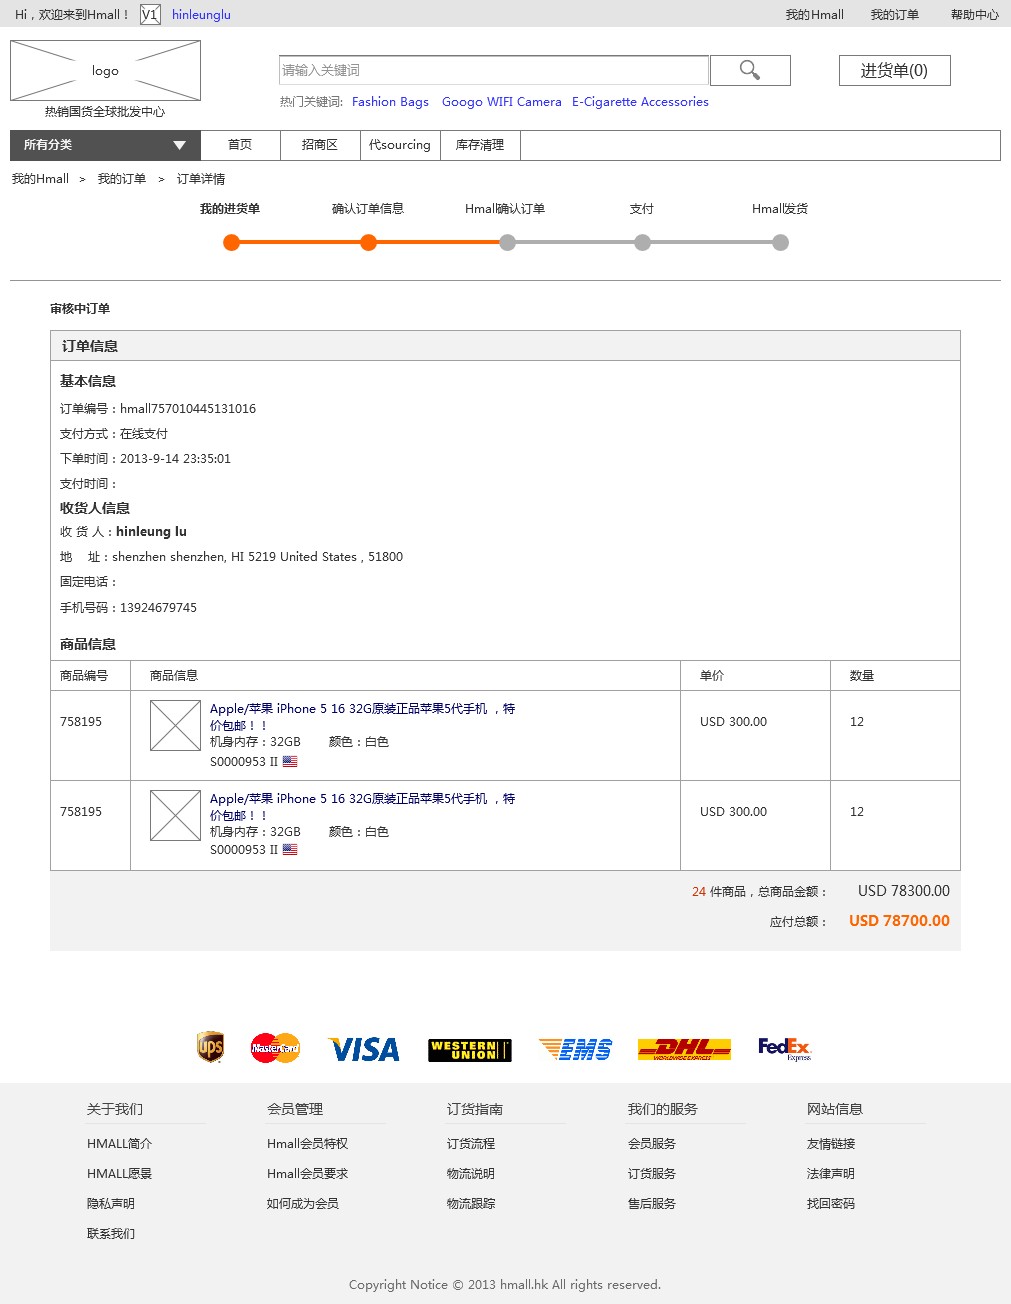 Hi，欢迎来到Hmall！ V1 hinleunglu 我的Hmall 我的订单 帮助中心
logo
热销国货全球批发中心
请输入关键词
进货单(0)
热门关键词: Fashion Bags Googo WIFI Camera E-Cigarette Accessories
所有分类 首页 招商区 代sourcing 库存清理
我的Hmall > 我的订单 > 订单详情
我的进货单 确认订单信息 Hmall确认订单 支付 Hmall发货
审核中订单
订单信息
基本信息
订单编号：hmall757010445131016
支付方式：在线支付
下单时间：2013-9-14 23:35:01
支付时间：
收货人信息
收 货 人：hinleung lu
地 址：shenzhen shenzhen, HI 5219 United States , 51800
固定电话：
手机号码：13924679745
商品信息
商品编号 商品信息 单价 数量
758195 Apple/苹果 iPhone 5 16 32G原装正品苹果5代手机 ，特
价包邮！！
机身内存：32GB 颜色：白色
S0000953 II
USD 300.00 12
758195 Apple/苹果 iPhone 5 16 32G原装正品苹果5代手机 ，特
价包邮！！
机身内存：32GB 颜色：白色
S0000953 II
USD 300.00 12
24 件商品，总商品金额： USD 78300.00
应付总额： USD 78700.00
UPS MasterCard VISA WESTERN UNION EMS DHL WORLDWIDE EXPRESS FedEx Express
关于我们 会员管理 订货指南 我们的服务 网站信息
HMALL简介 Hmall会员特权 订货流程 会员服务 友情链接
HMALL愿景 Hmall会员要求 物流说明 订货服务 法律声明
隐私声明 如何成为会员 物流跟踪 售后服务 找回密码
联系我们
Copyright Notice © 2013 hmall.hk All rights reserved.